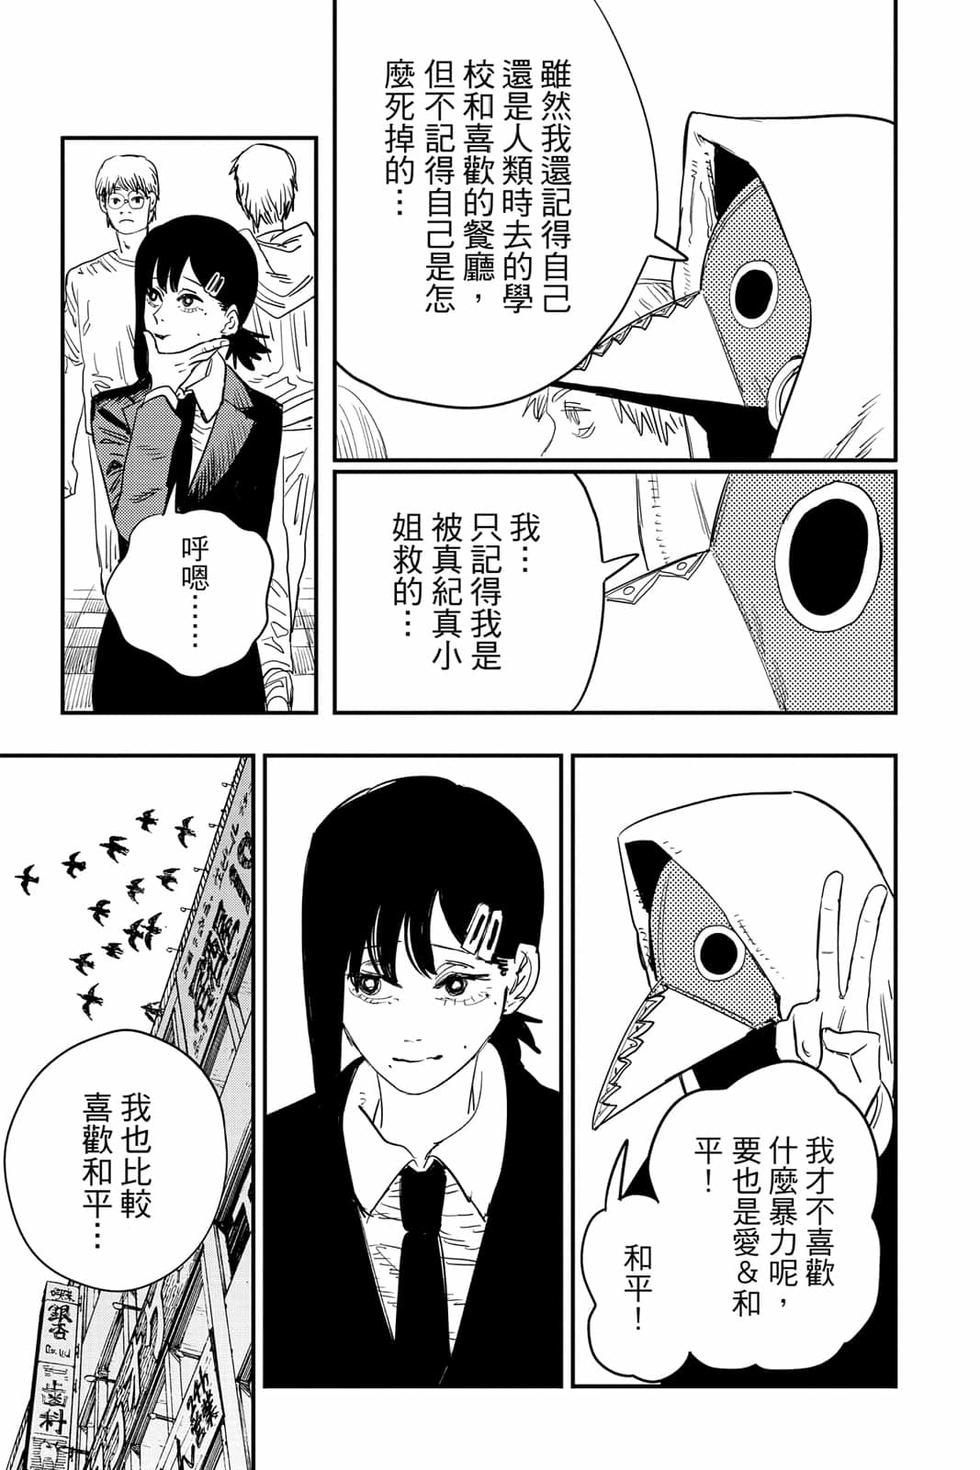 雖然我還記得自己
還是人類時去的學
校和喜歡的餐廳，
但不記得自己是怎
麼死掉的…
我…
只記得我是
被真紀真小
姐救的…
呼嗯……
我才不喜歡
什麼暴力呢，
要也是愛&和
平！
和平！
我也比較
喜歡和平…
銀杏
歯科
24h